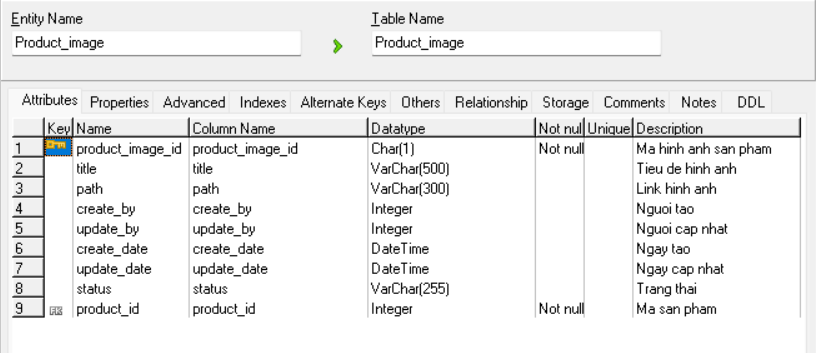 Entity Name Table Name
Product_image Product_image
Attributes Properties Advanced Indexes Alternate Keys Others Relationship Storage Comments Notes DDL
Key Name Column Name Datatype Not nul Unique Description
1 product_image_id product_image_id Char(1) Not null Ma hinh anh san pham
2 title title VarChar(500) Tieu de hinh anh
3 path path VarChar(300) Link hinh anh
4 create_by create_by Integer Nguoi tao
5 update_by update_by Integer Nguoi cap nhat
6 create_date create_date DateTime Ngay tao
7 update_date update_date DateTime Ngay cap nhat
8 status status VarChar(255) Trang thai
9 product_id product_id Integer Not null Ma san pham